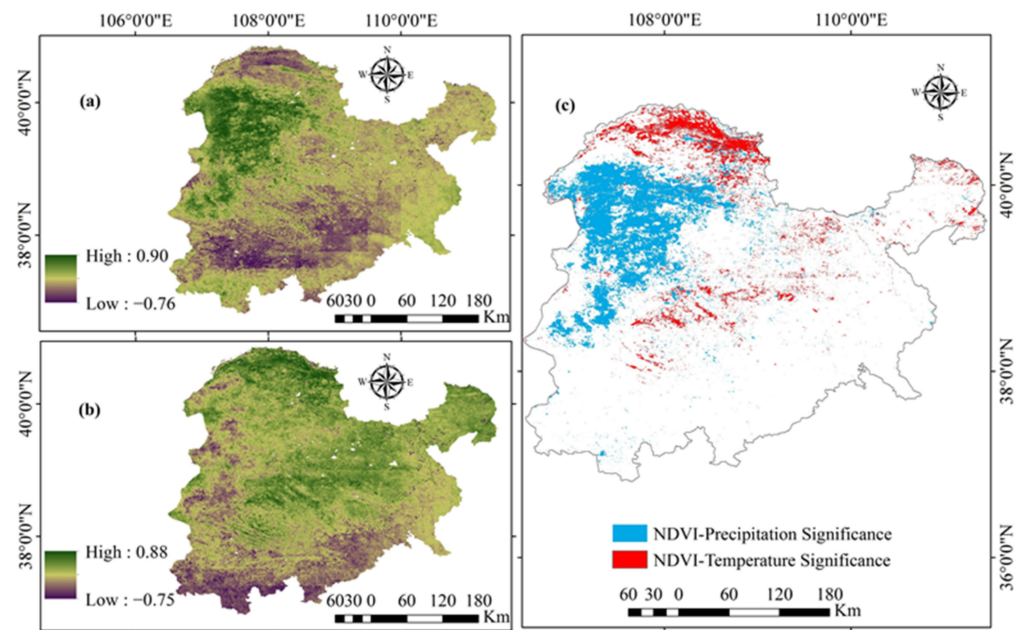 106°0'0"E 108°0'0"E 110°0'0"E
108°0'0"E 110°0'0"E
(a)
N
W E
S
40°0'0"N
38°0'0"N
High : 0.90
Low : −0.76
6030 0 60 120 180
Km
(b)
N
W E
S
40°0'0"N
38°0'0"N
High : 0.88
Low : −0.75
6030 0 60 120 180
Km
(c)
N
W E
S
40°0'0"N
38°0'0"N
36°0'0"N
NDVI-Precipitation Significance
NDVI-Temperature Significance
60 30 0 60 120 180
Km